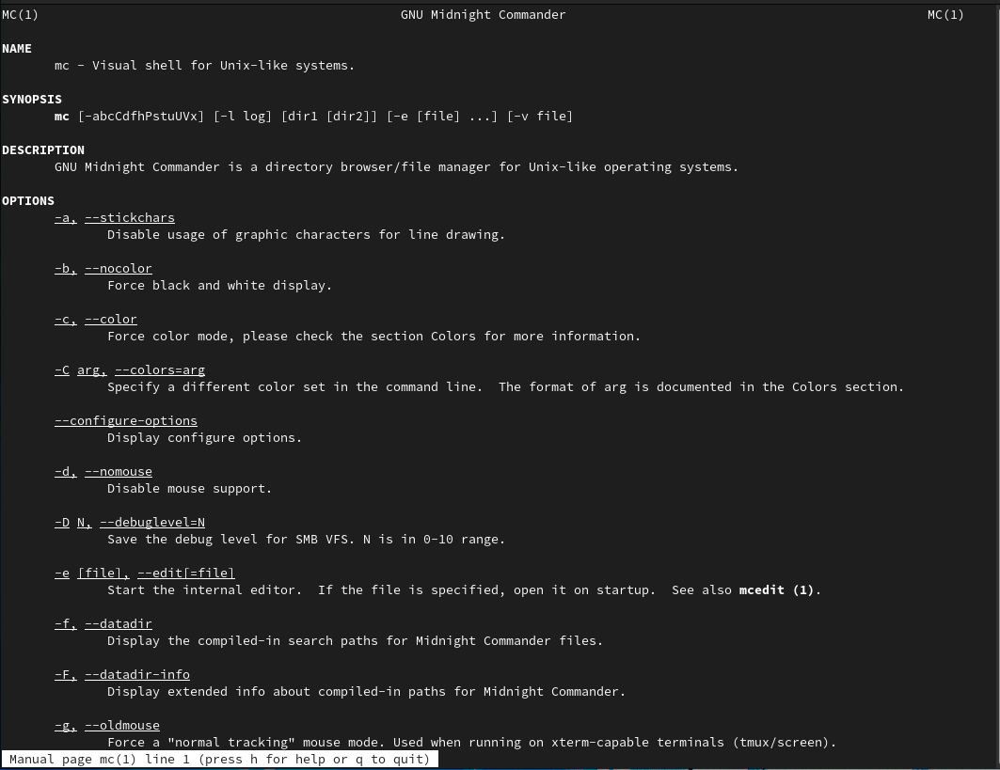 MC(1) GNU Midnight Commander MC(1)
NAME
mc - Visual shell for Unix-like systems.
SYNOPSIS
mc [-abcCdfhPstuUVx] [-l log] [dir1 [dir2]] [-e [file] ...] [-v file]
DESCRIPTION
GNU Midnight Commander is a directory browser/file manager for Unix-like operating systems.
OPTIONS
-a, --stickchars
Disable usage of graphic characters for line drawing.
-b, --nocolor
Force black and white display.
-c, --color
Force color mode, please check the section Colors for more information.
-C arg, --colors=arg
Specify a different color set in the command line.  The format of arg is documented in the Colors section.
--configure-options
Display configure options.
-d, --nomouse
Disable mouse support.
-D N, --debuglevel=N
Save the debug level for SMB VFS. N is in 0-10 range.
-e [file], --edit[=file]
Start the internal editor.  If the file is specified, open it on startup.  See also mcedit (1).
-f, --datadir
Display the compiled-in search paths for Midnight Commander files.
-F, --datadir-info
Display extended info about compiled-in paths for Midnight Commander.
-g, --oldmouse
Force a "normal tracking" mouse mode. Used when running on xterm-capable terminals (tmux/screen).
Manual page mc(1) line 1 (press h for help or q to quit)